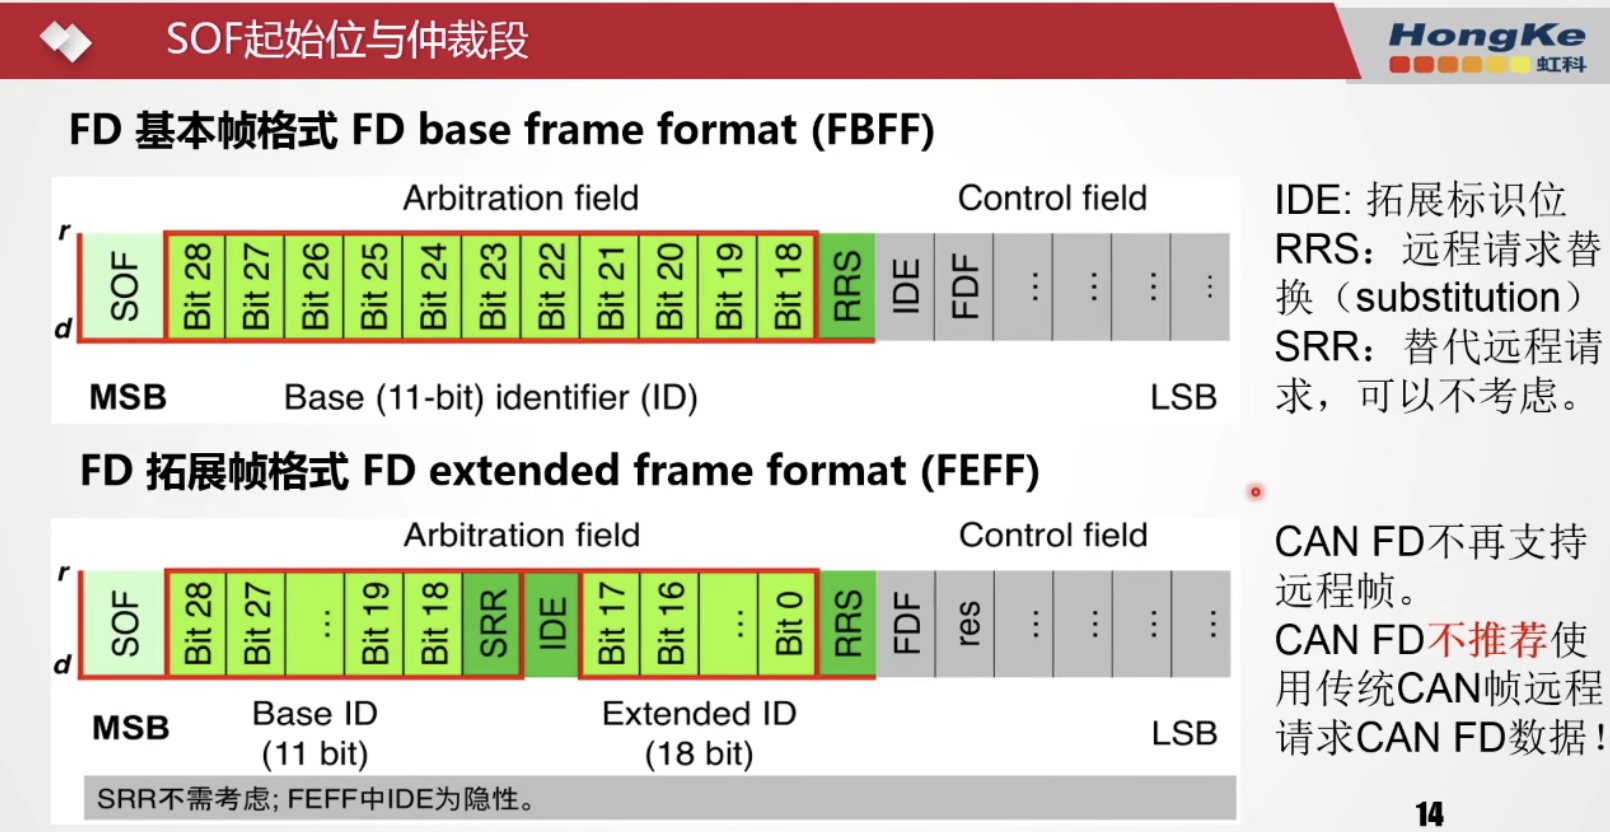 SOF起始位与仲裁段
HongKe
虹科
FD 基本帧格式 FD base frame format (FBFF)
Arbitration field
Control field
r
d
SOF
Bit 28
Bit 27
Bit 26
Bit 25
Bit 24
Bit 23
Bit 22
Bit 21
Bit 20
Bit 19
Bit 18
RRS
IDE
FDF
...
...
...
...
MSB
Base (11-bit) identifier (ID)
LSB
IDE: 拓展标识位
RRS：远程请求替
换（substitution）
SRR：替代远程请
求，可以不考虑。
FD 拓展帧格式 FD extended frame format (FEFF)
Arbitration field
Control field
r
d
SOF
Bit 28
Bit 27
...
Bit 19
Bit 18
SRR
IDE
Bit 17
Bit 16
...
Bit 0
RRS
FDF
res
...
...
...
...
MSB
Base ID
(11 bit)
Extended ID
(18 bit)
LSB
SRR不需考虑; FEFF中IDE为隐性。
CAN FD不再支持
远程帧。
CAN FD不推荐使
用传统CAN帧远程
请求CAN FD数据！
14